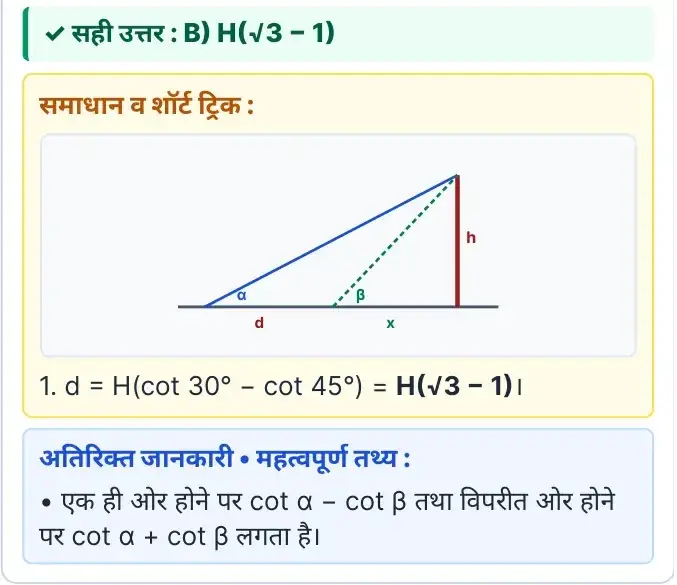 ✓ सही उत्तर : B) H(√3 − 1)
समाधान व शॉर्ट ट्रिक :
h
α
β
d
x
1. d = H(cot 30° − cot 45°) = H(√3 − 1)।
अतिरिक्त जानकारी • महत्वपूर्ण तथ्य :
• एक ही ओर होने पर cot α − cot β तथा विपरीत ओर होने
पर cot α + cot β लगता है।